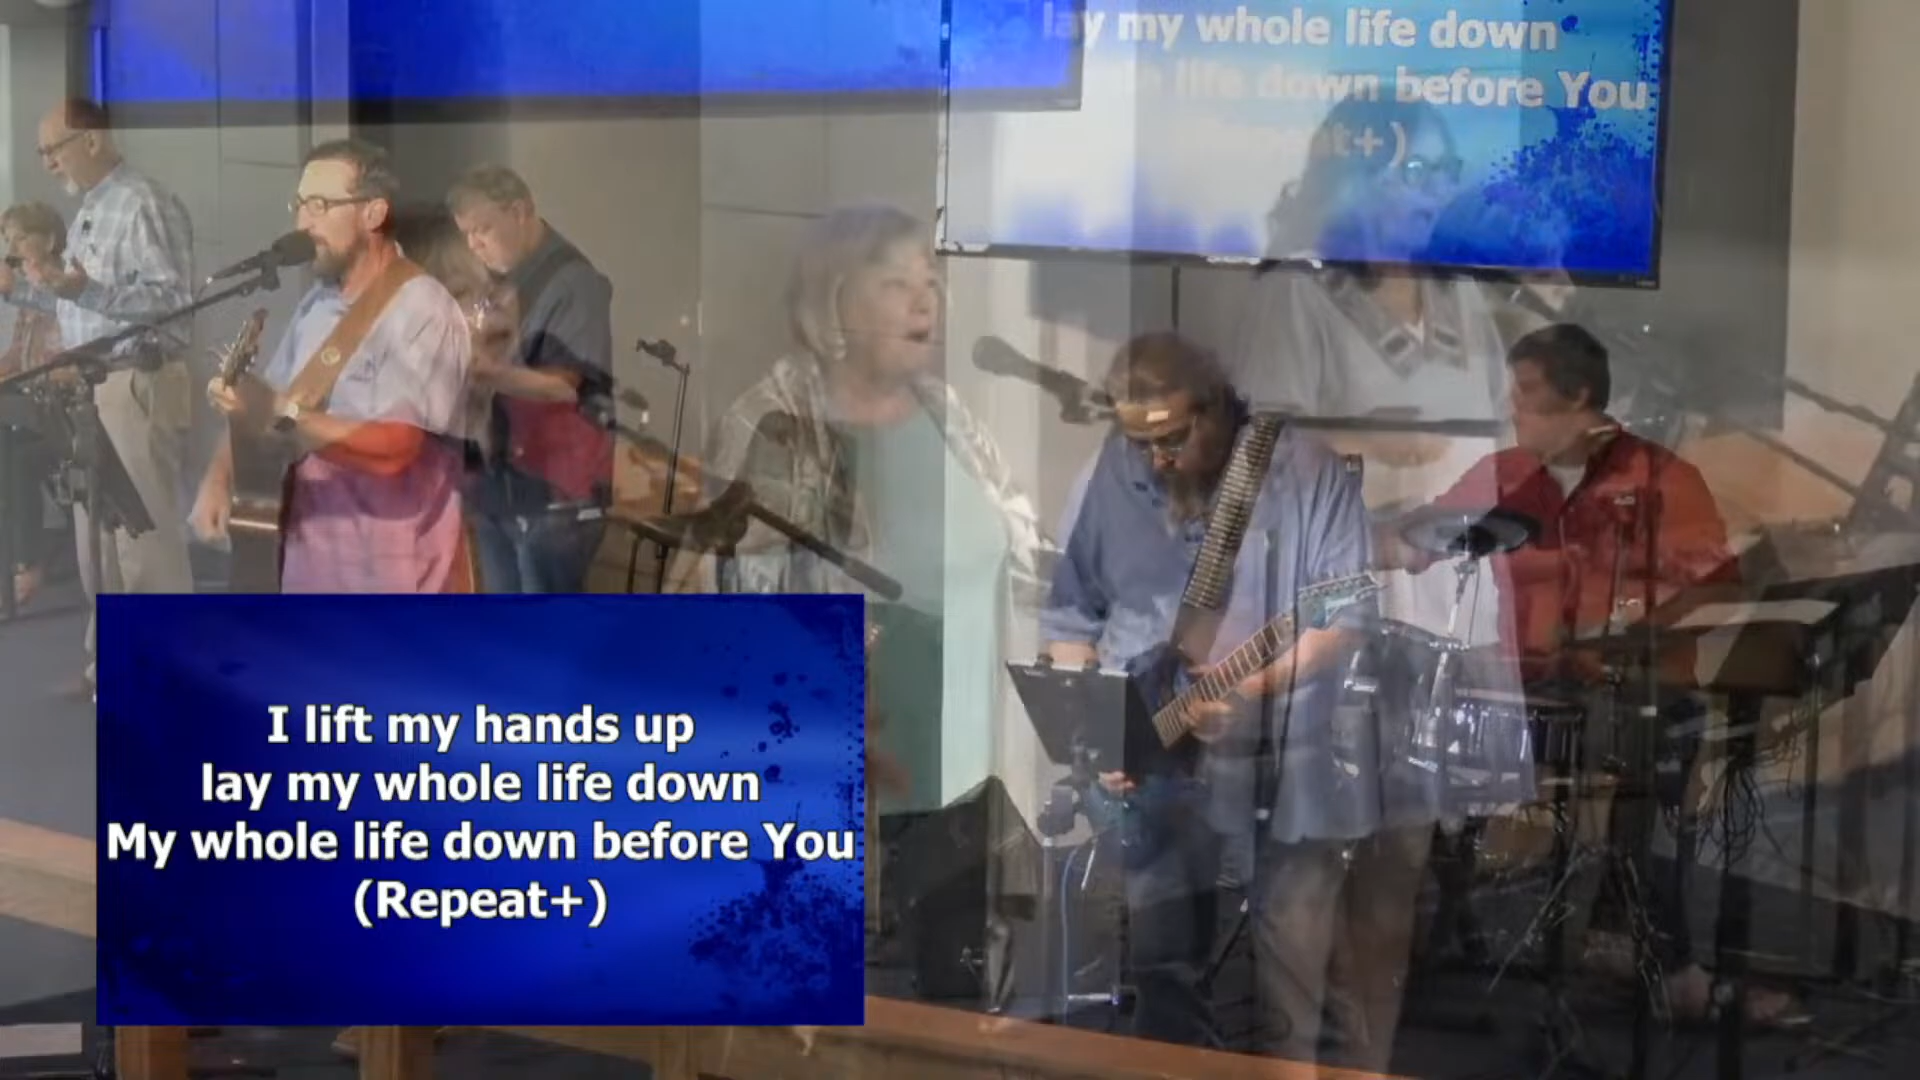 lay my whole life down
life down before You
I lift my hands up
lay my whole life down
My whole life down before You
(Repeat+)